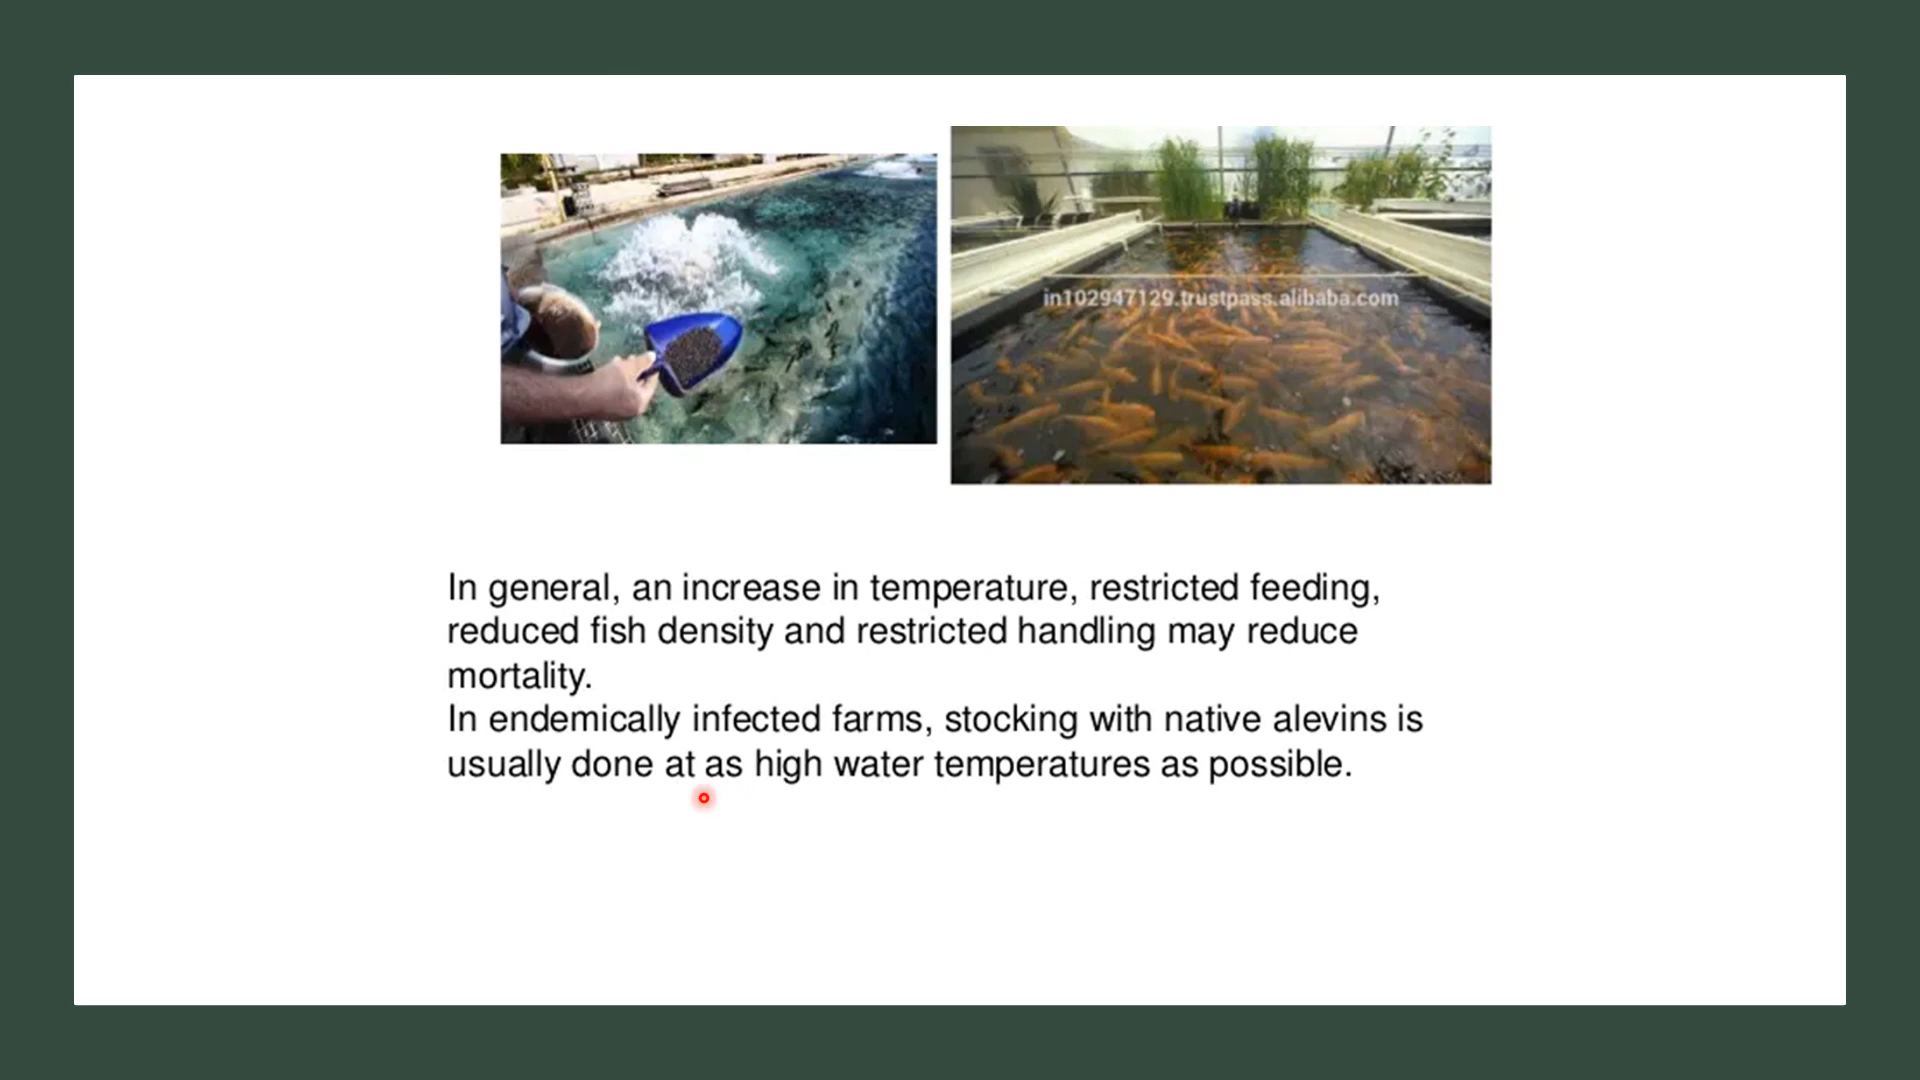 in102947129.trustpass.alibaba.com
In general, an increase in temperature, restricted feeding,
reduced fish density and restricted handling may reduce
mortality.
In endemically infected farms, stocking with native alevins is
usually done at as high water temperatures as possible.